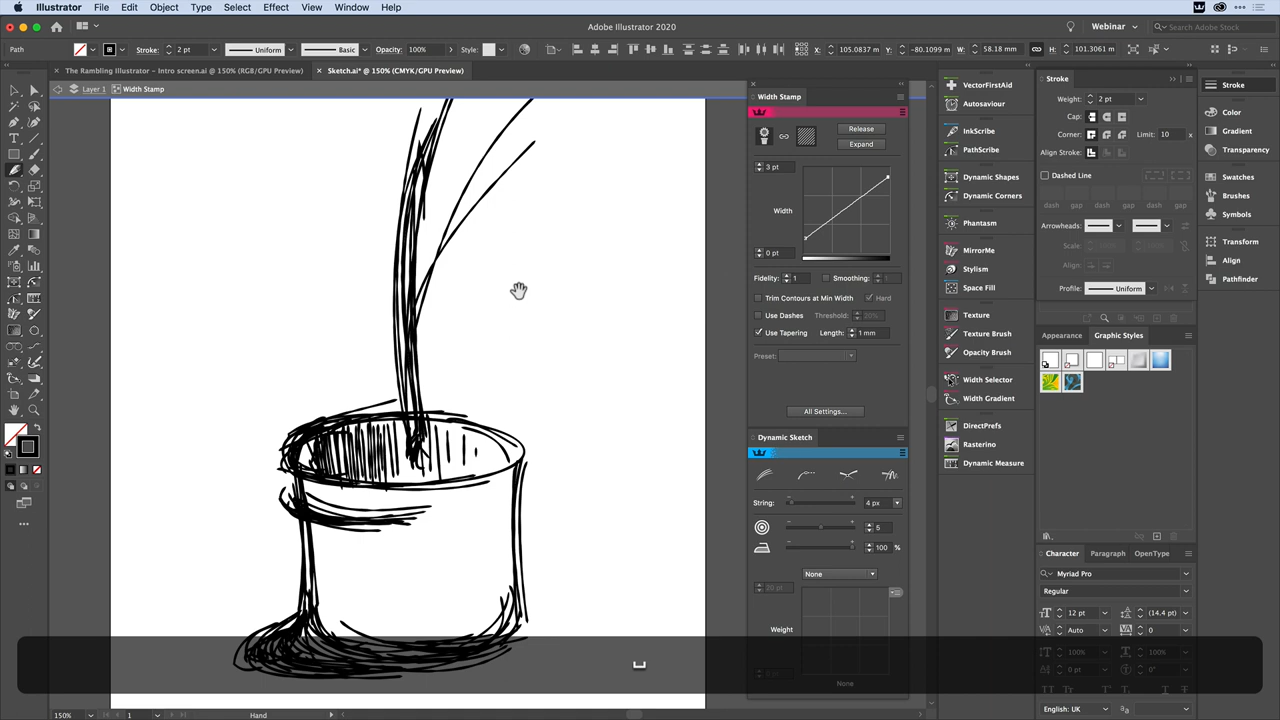 Illustrator File Edit Object Type Select Effect View Window Help
Adobe Illustrator 2020
Webinar
Search Adobe Stock
Path Stroke: 2 pt Uniform Basic Opacity: 100% Style: X: 105.0837 m Y: -80.1099 m W: 58.18 mm H: 101.3061 m
The Rambling Illustrator - Intro screen.ai @ 150% (RGB/GPU Preview)
Sketch.ai* @ 150% (CMYK/GPU Preview)
Layer 1 Width Stamp
Width Stamp
Release
Expand
3 pt
Width
0 pt
Fidelity: 1 Smoothing: 1
Trim Contours at Min Width Hard
Use Dashes Threshold: 20%
Use Tapering Length: 1 mm
Preset:
All Settings...
Dynamic Sketch
String: 4 px
5
100 %
None
20 pt
Weight
None
VectorFirstAid
Autosaviour
InkScribe
PathScribe
Dynamic Shapes
Dynamic Corners
Phantasm
MirrorMe
Stylism
Space Fill
Texture
Texture Brush
Opacity Brush
Width Selector
Width Gradient
DirectPrefs
Rasterino
Dynamic Measure
Stroke
Weight: 2 pt
Cap:
Corner: Limit: 10 x
Align Stroke:
Dashed Line
dash gap dash gap dash gap
Arrowheads:
Scale: 100% 100%
Align:
Profile: Uniform
Appearance Graphic Styles
Character Paragraph OpenType
Myriad Pro
Regular
12 pt (14.4 pt)
Auto 0
100% 100%
0 pt 0°
English: UK
Stroke
Color
Gradient
Transparency
Swatches
Brushes
Symbols
Transform
Align
Pathfinder
150% 1 Hand